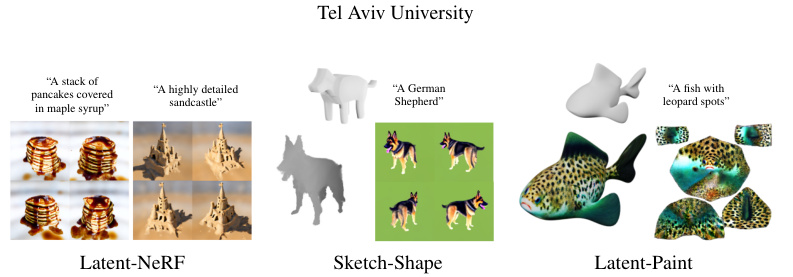 Tel Aviv University
“A stack of
pancakes covered
in maple syrup”
“A highly detailed
sandcastle”
“A German
Shepherd”
“A fish with
leopard spots”
Latent-NeRF
Sketch-Shape
Latent-Paint